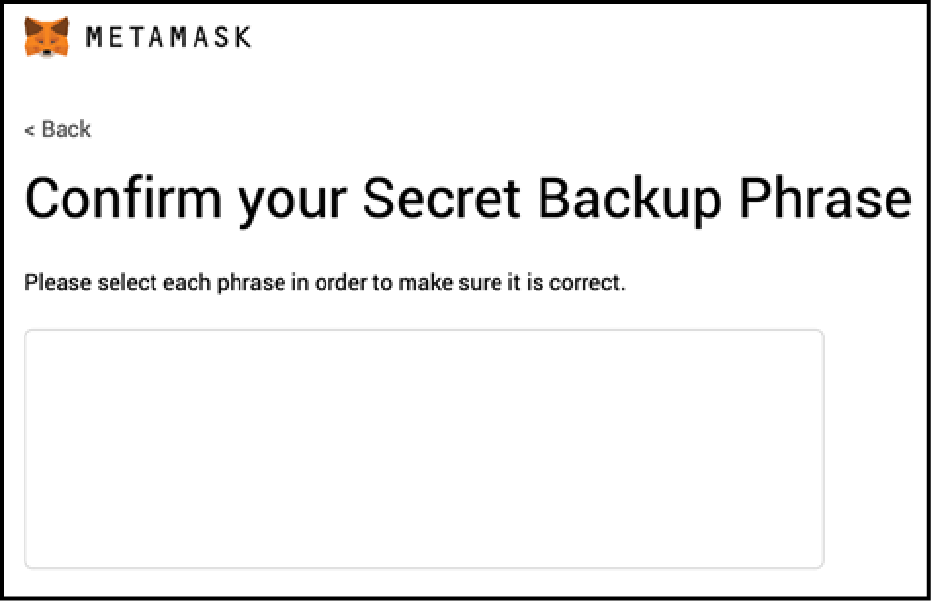 METAMASK
< Back
Confirm your Secret Backup Phrase
Please select each phrase in order to make sure it is correct.